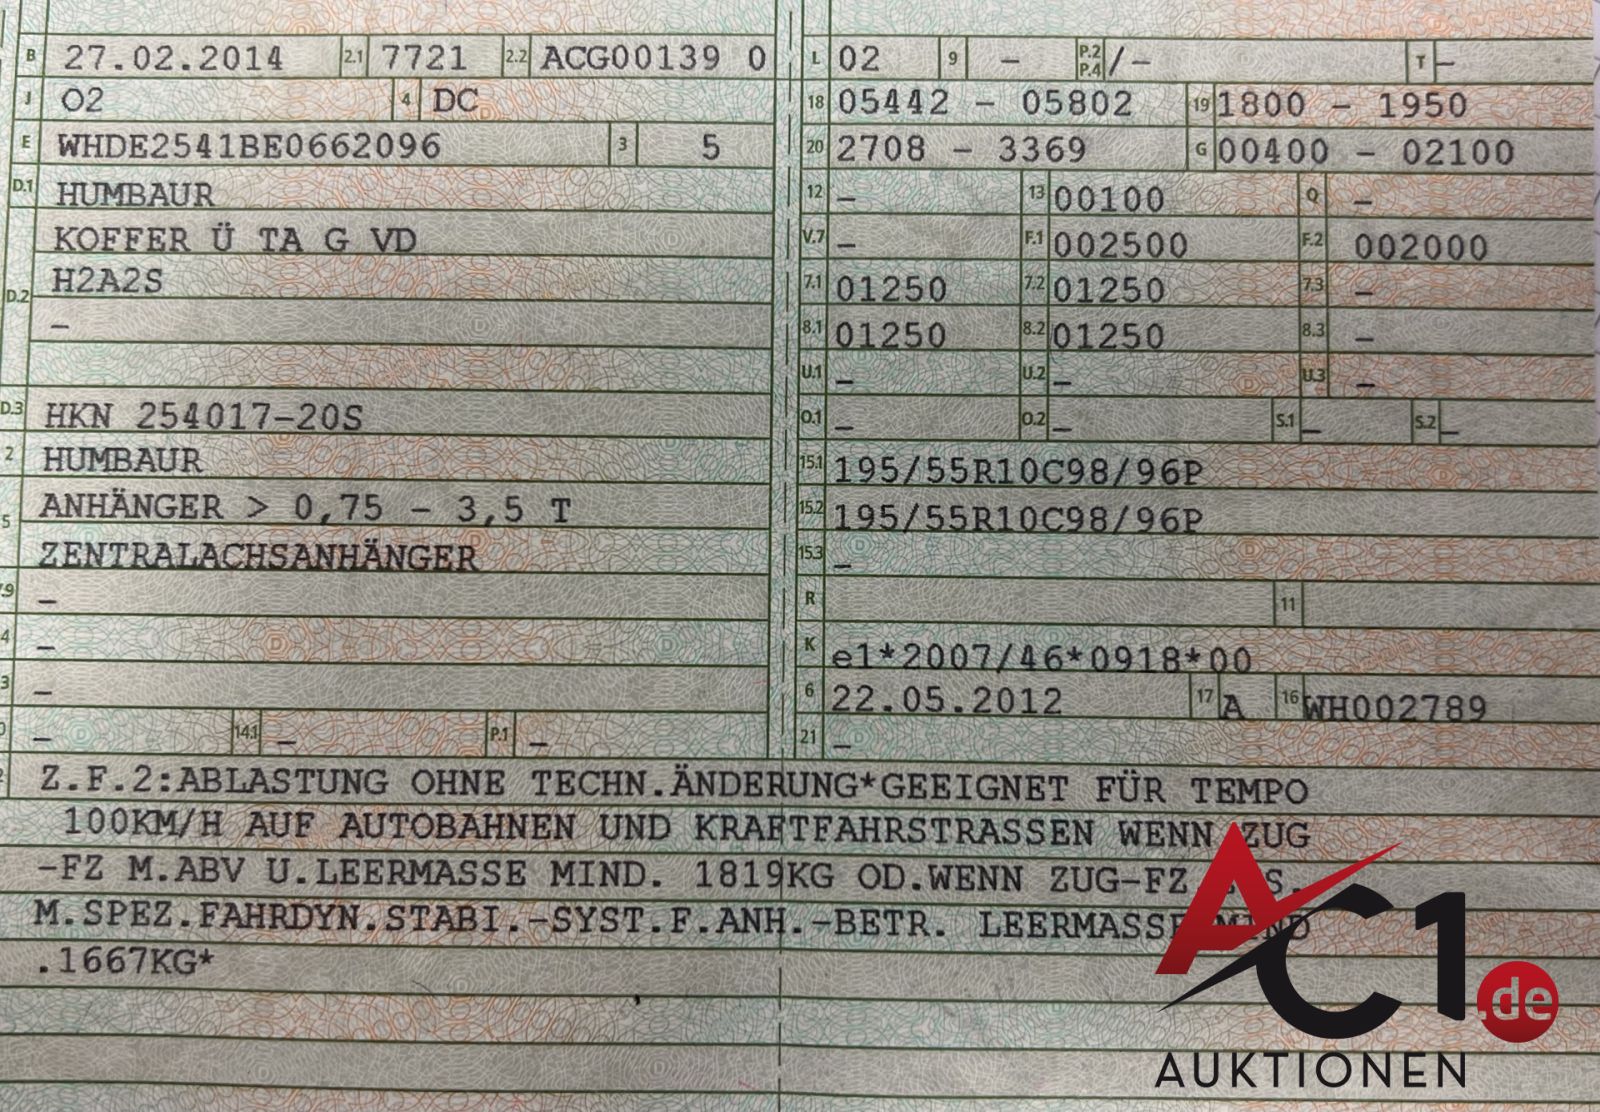 B 27.02.2014 2.1 7721 2.2 ACG00139 0
J O2 4 DC
E WHDE2541BE0662096 3 5
D.1 HUMBAUR
KOFFER Ü TA G VD
D.2 H2A2S
–
D.3 HKN 254017-20S
2 HUMBAUR
5 ANHÄNGER > 0,75 - 3,5 T
ZENTRALACHSANHÄNGER
–
4 –
3 –
– 14.1 – P.1 –
L 02 9 – P.2 P.4 /– T –
18 05442 - 05802 19 1800 - 1950
20 2708 - 3369 G 00400 - 02100
12 – 13 00100 Q –
V.7 – F.1 002500 F.2 002000
7.1 01250 7.2 01250 7.3 –
8.1 01250 8.2 01250 8.3 –
U.1 – U.2 – U.3 –
O.1 – O.2 – S.1 – S.2 –
15.1 195/55R10C98/96P
15.2 195/55R10C98/96P
15.3 –
R 11
K e1*2007/46*0918*00
6 22.05.2012 17 A 16 WH002789
21 –
Z.F.2:ABLASTUNG OHNE TECHN.ÄNDERUNG*GEEIGNET FÜR TEMPO
100KM/H AUF AUTOBAHNEN UND KRAFTFAHRSTRASSEN WENN ZUG
-FZ M.ABV U.LEERMASSE MIND. 1819KG OD.WENN ZUG-FZ
M.SPEZ.FAHRDYN.STABI.-SYST.F.ANH.-BETR. LEERMASSE MIND
.1667KG*
AC1.de
AUKTIONEN